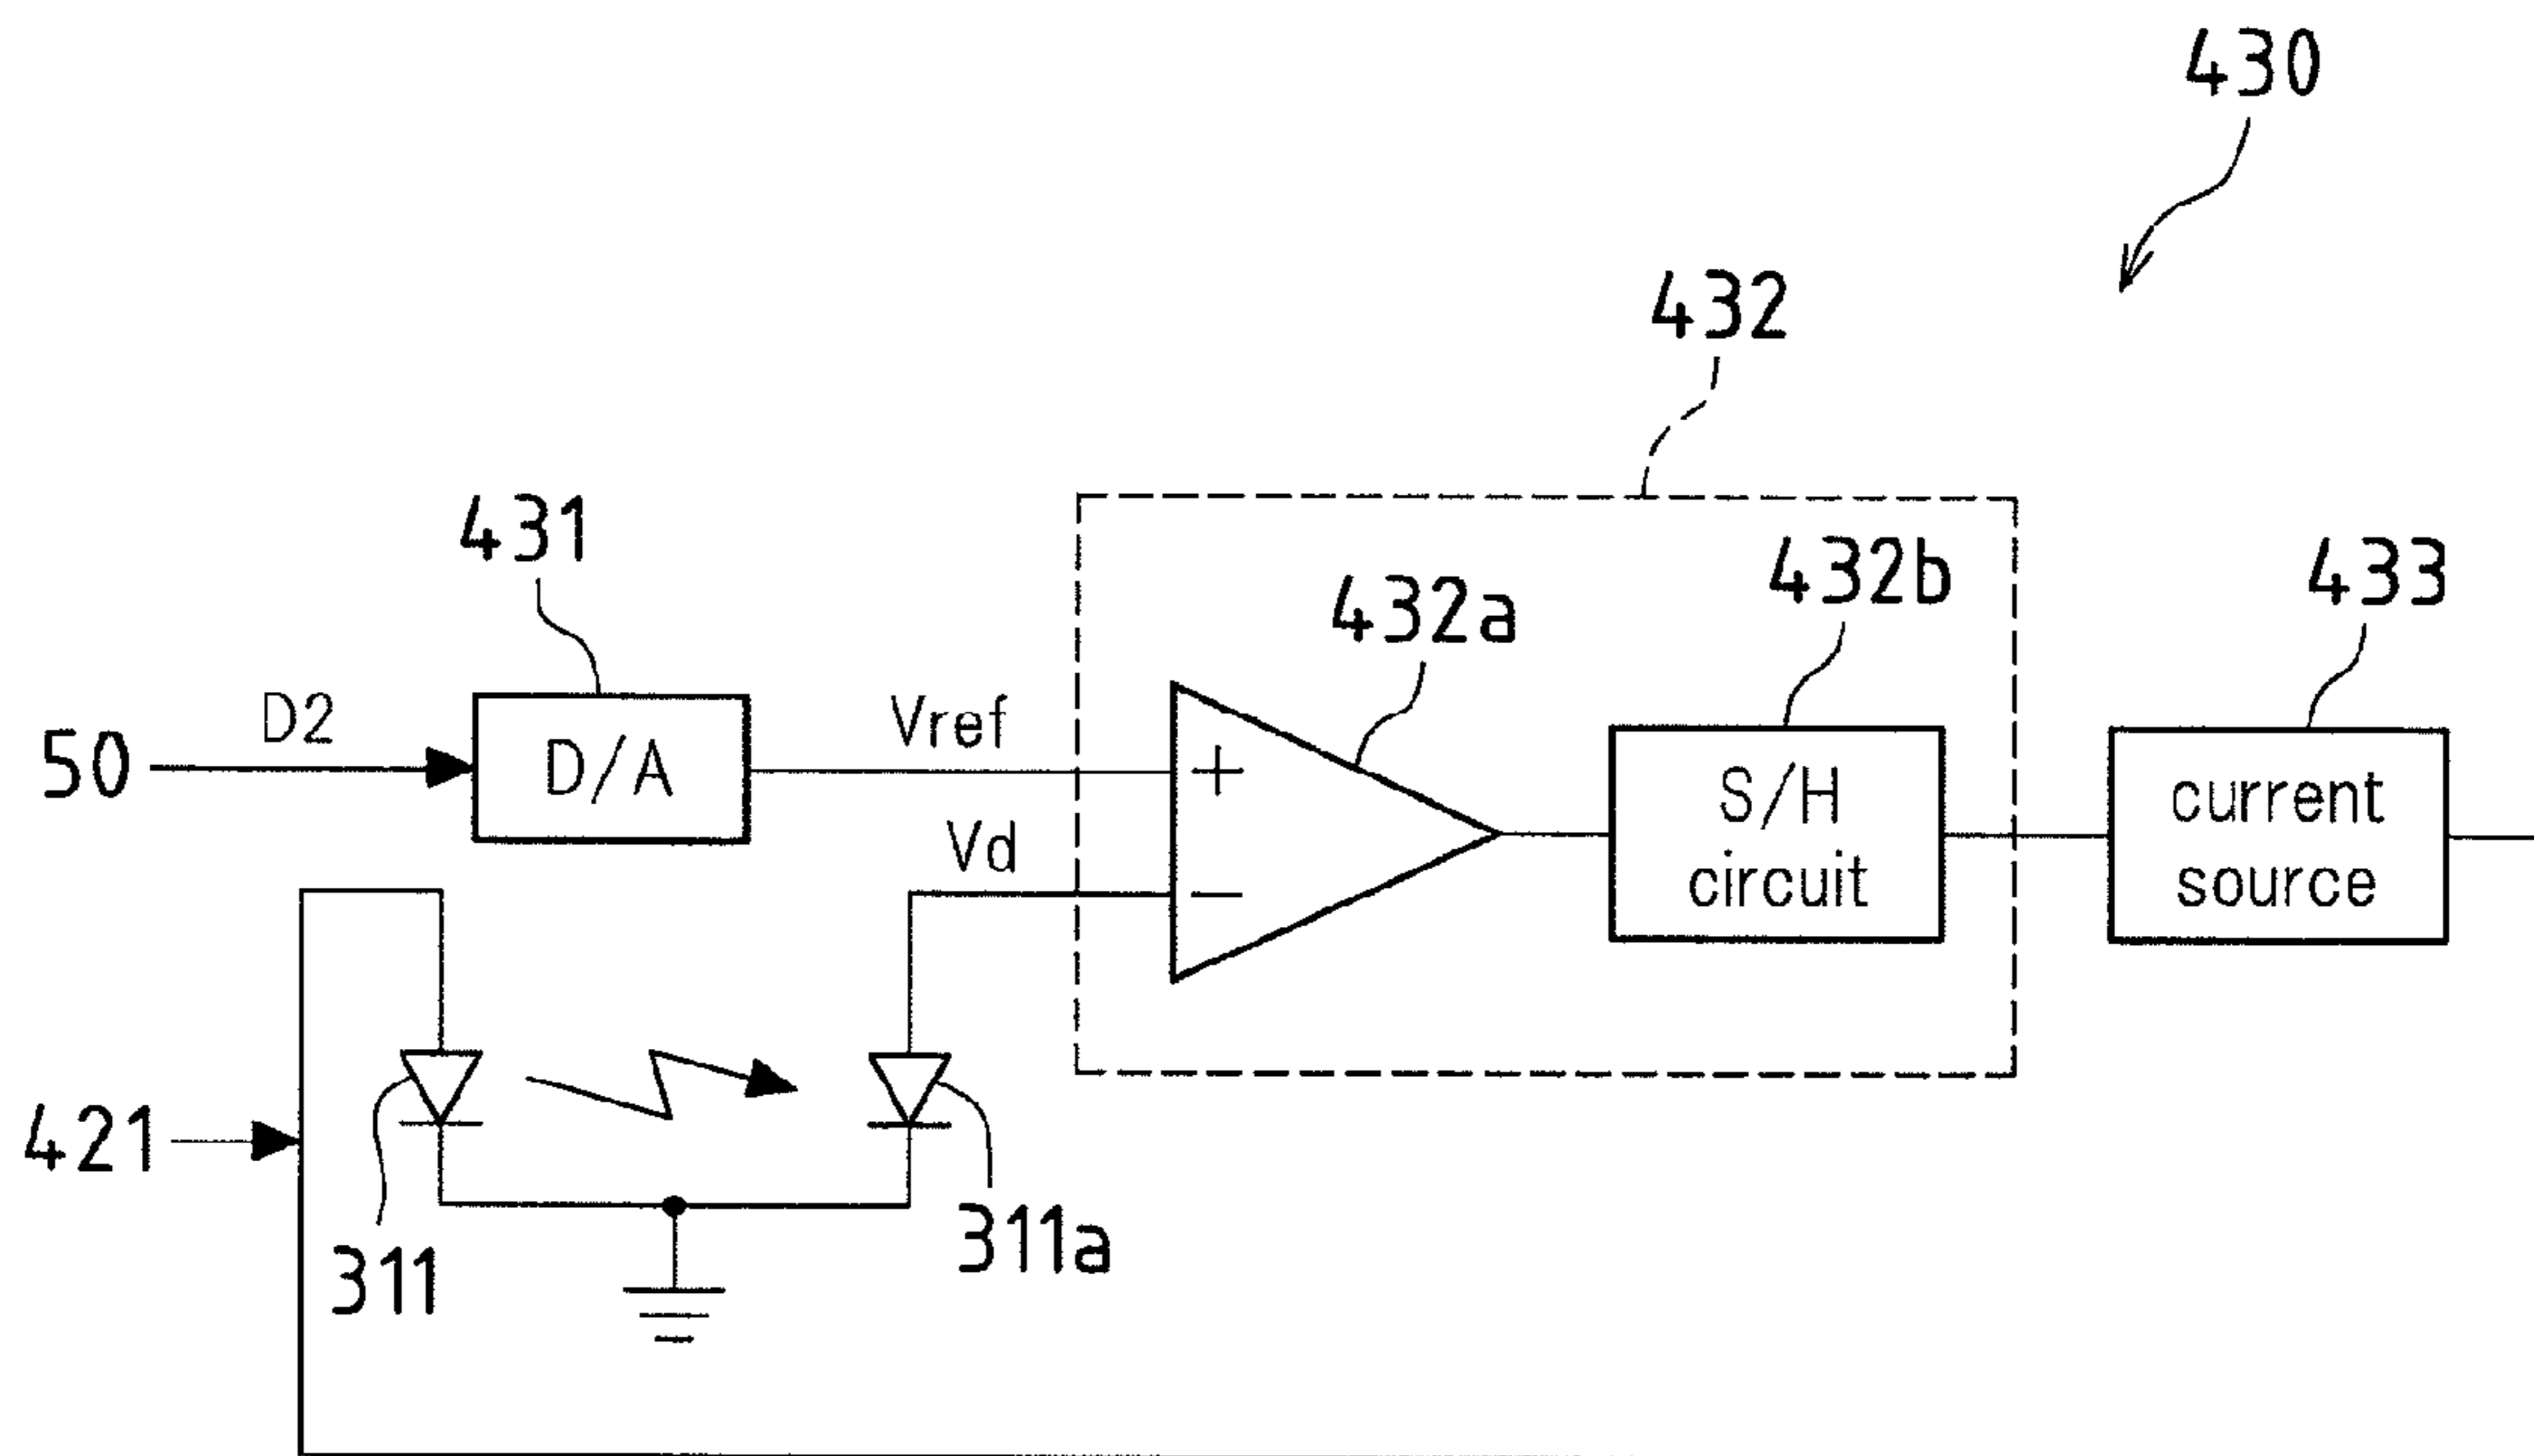 430
432
431
432a
432b
433
50
D2
D/A
Vref
Vd
+
−
S/H
circuit
current
source
421
311
311a